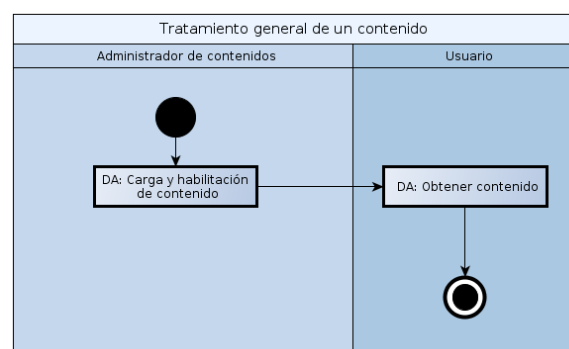 Tratamiento general de un contenido
Administrador de contenidos
Usuario
DA: Carga y habilitación
de contenido
DA: Obtener contenido